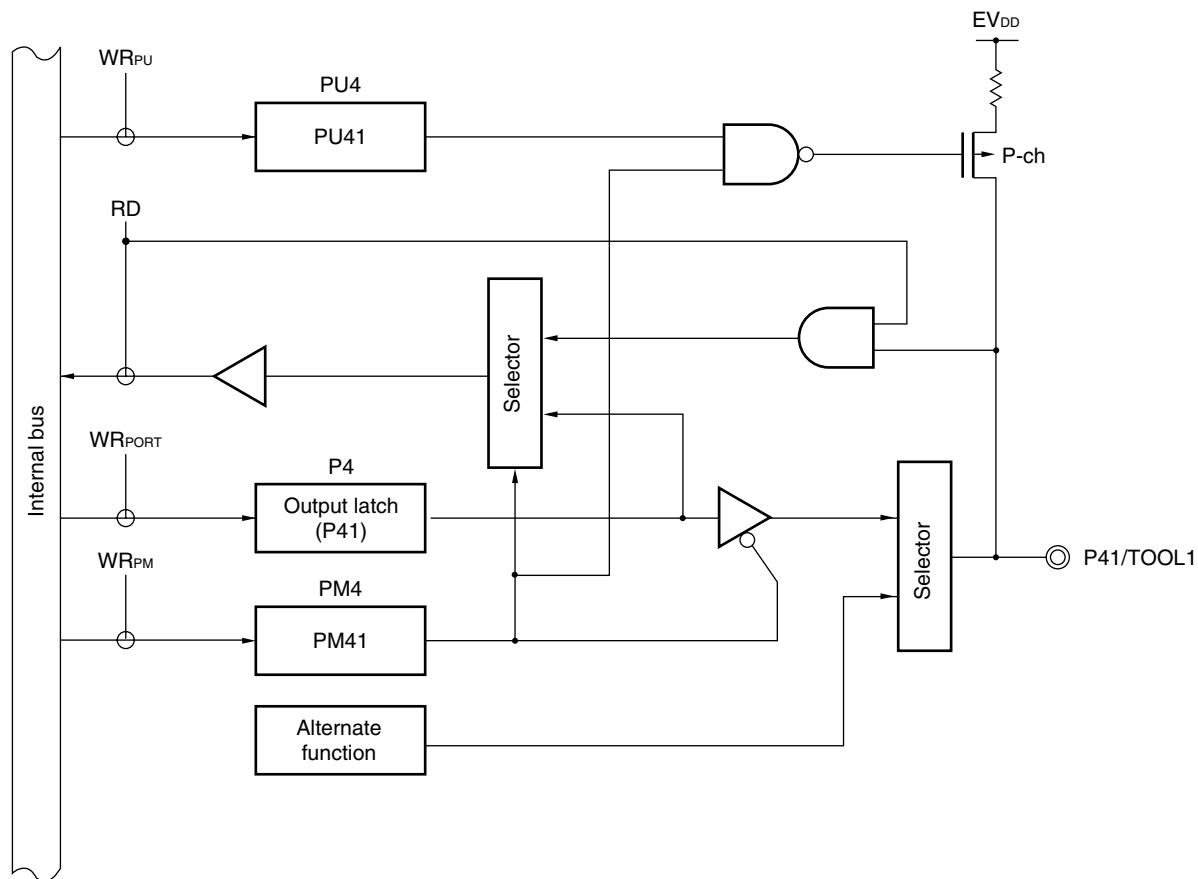 EVDD
WRPU
PU4
PU41
P-ch
RD
Selector
Internal bus
WRPORT
P4
Output latch
(P41)
WRPM
PM4
PM41
Selector
P41/TOOL1
Alternate
function